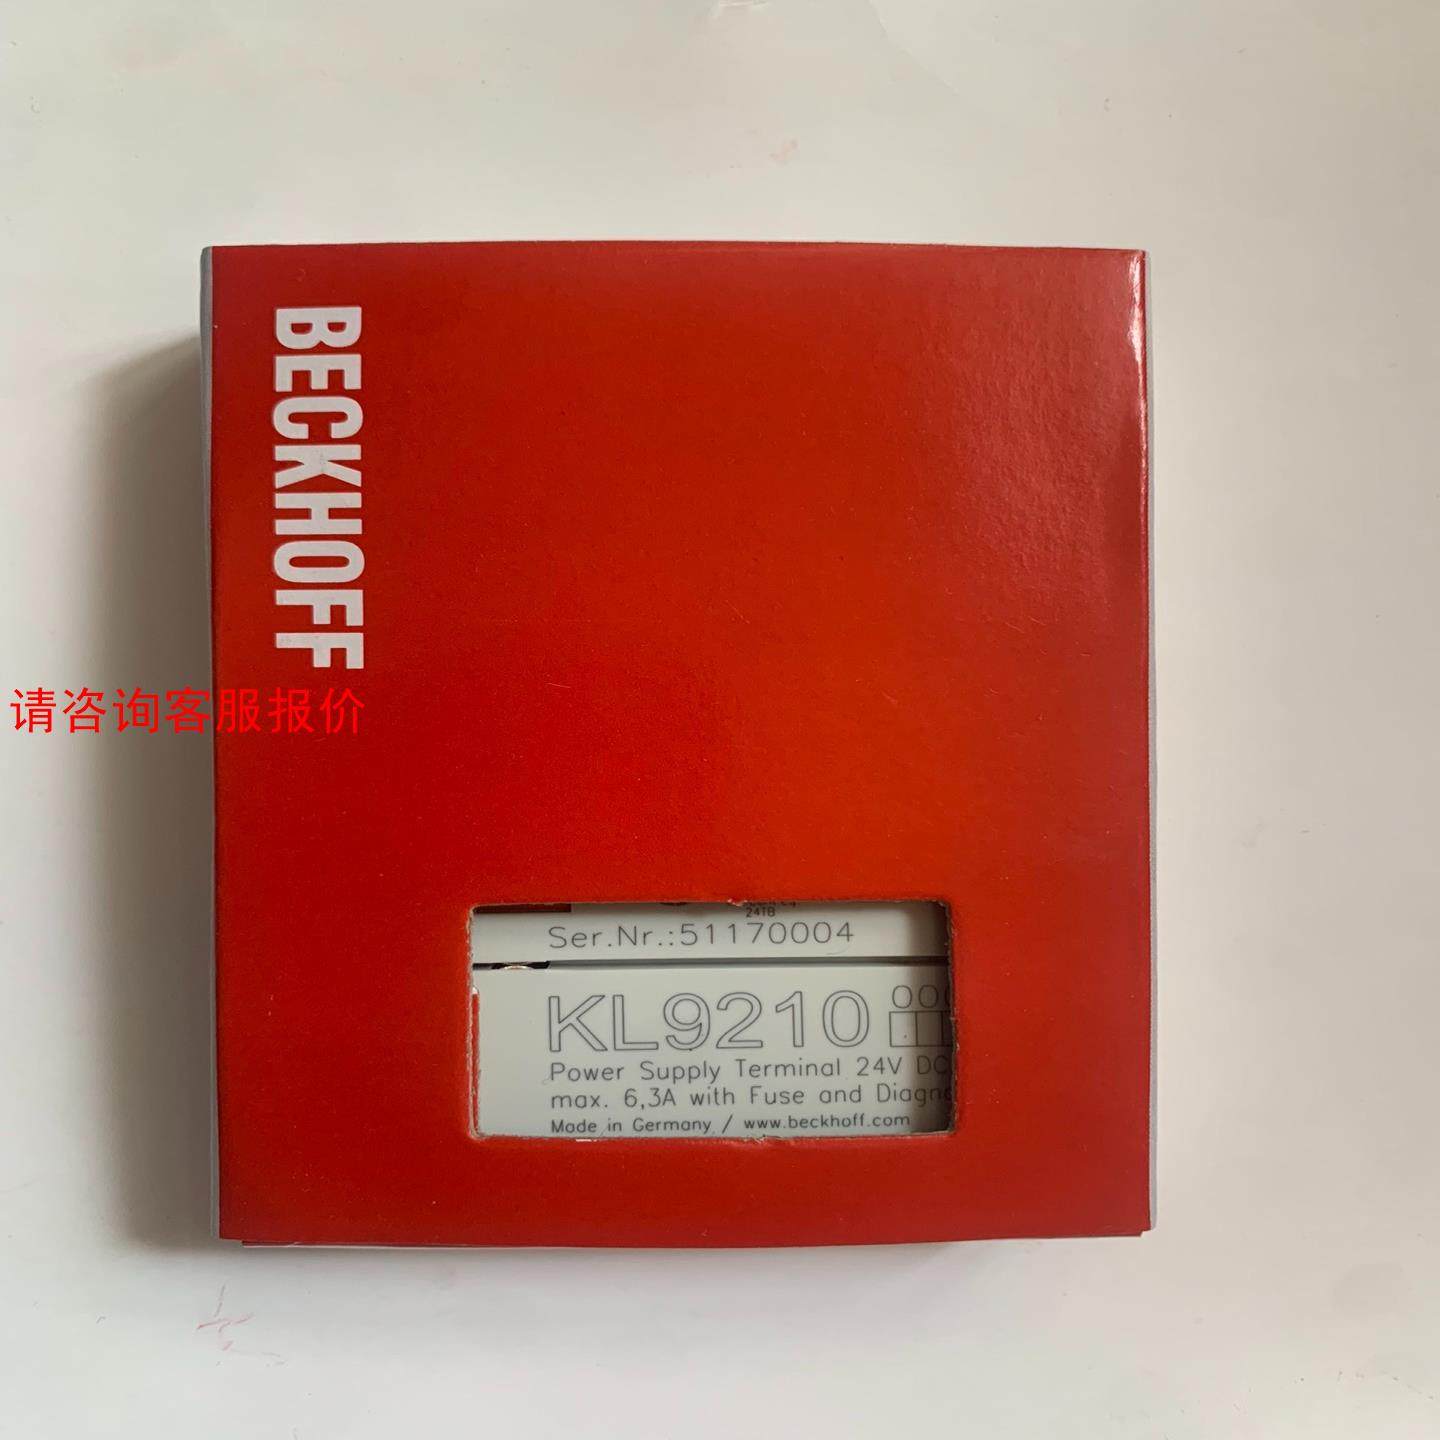 BECKHOFF
请咨询客服报价
24TB
Ser.Nr.:51170004
KL9210
Power Supply Terminal 24V DC
max. 6,3A with Fuse and
Made in Germany / www.beckhoff.com